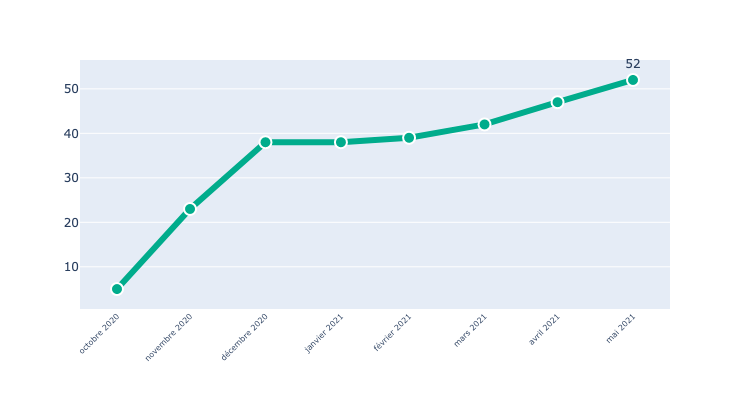 52
50
40
30
20
10
octobre 2020
novembre 2020
décembre 2020
janvier 2021
février 2021
mars 2021
avril 2021
mai 2021